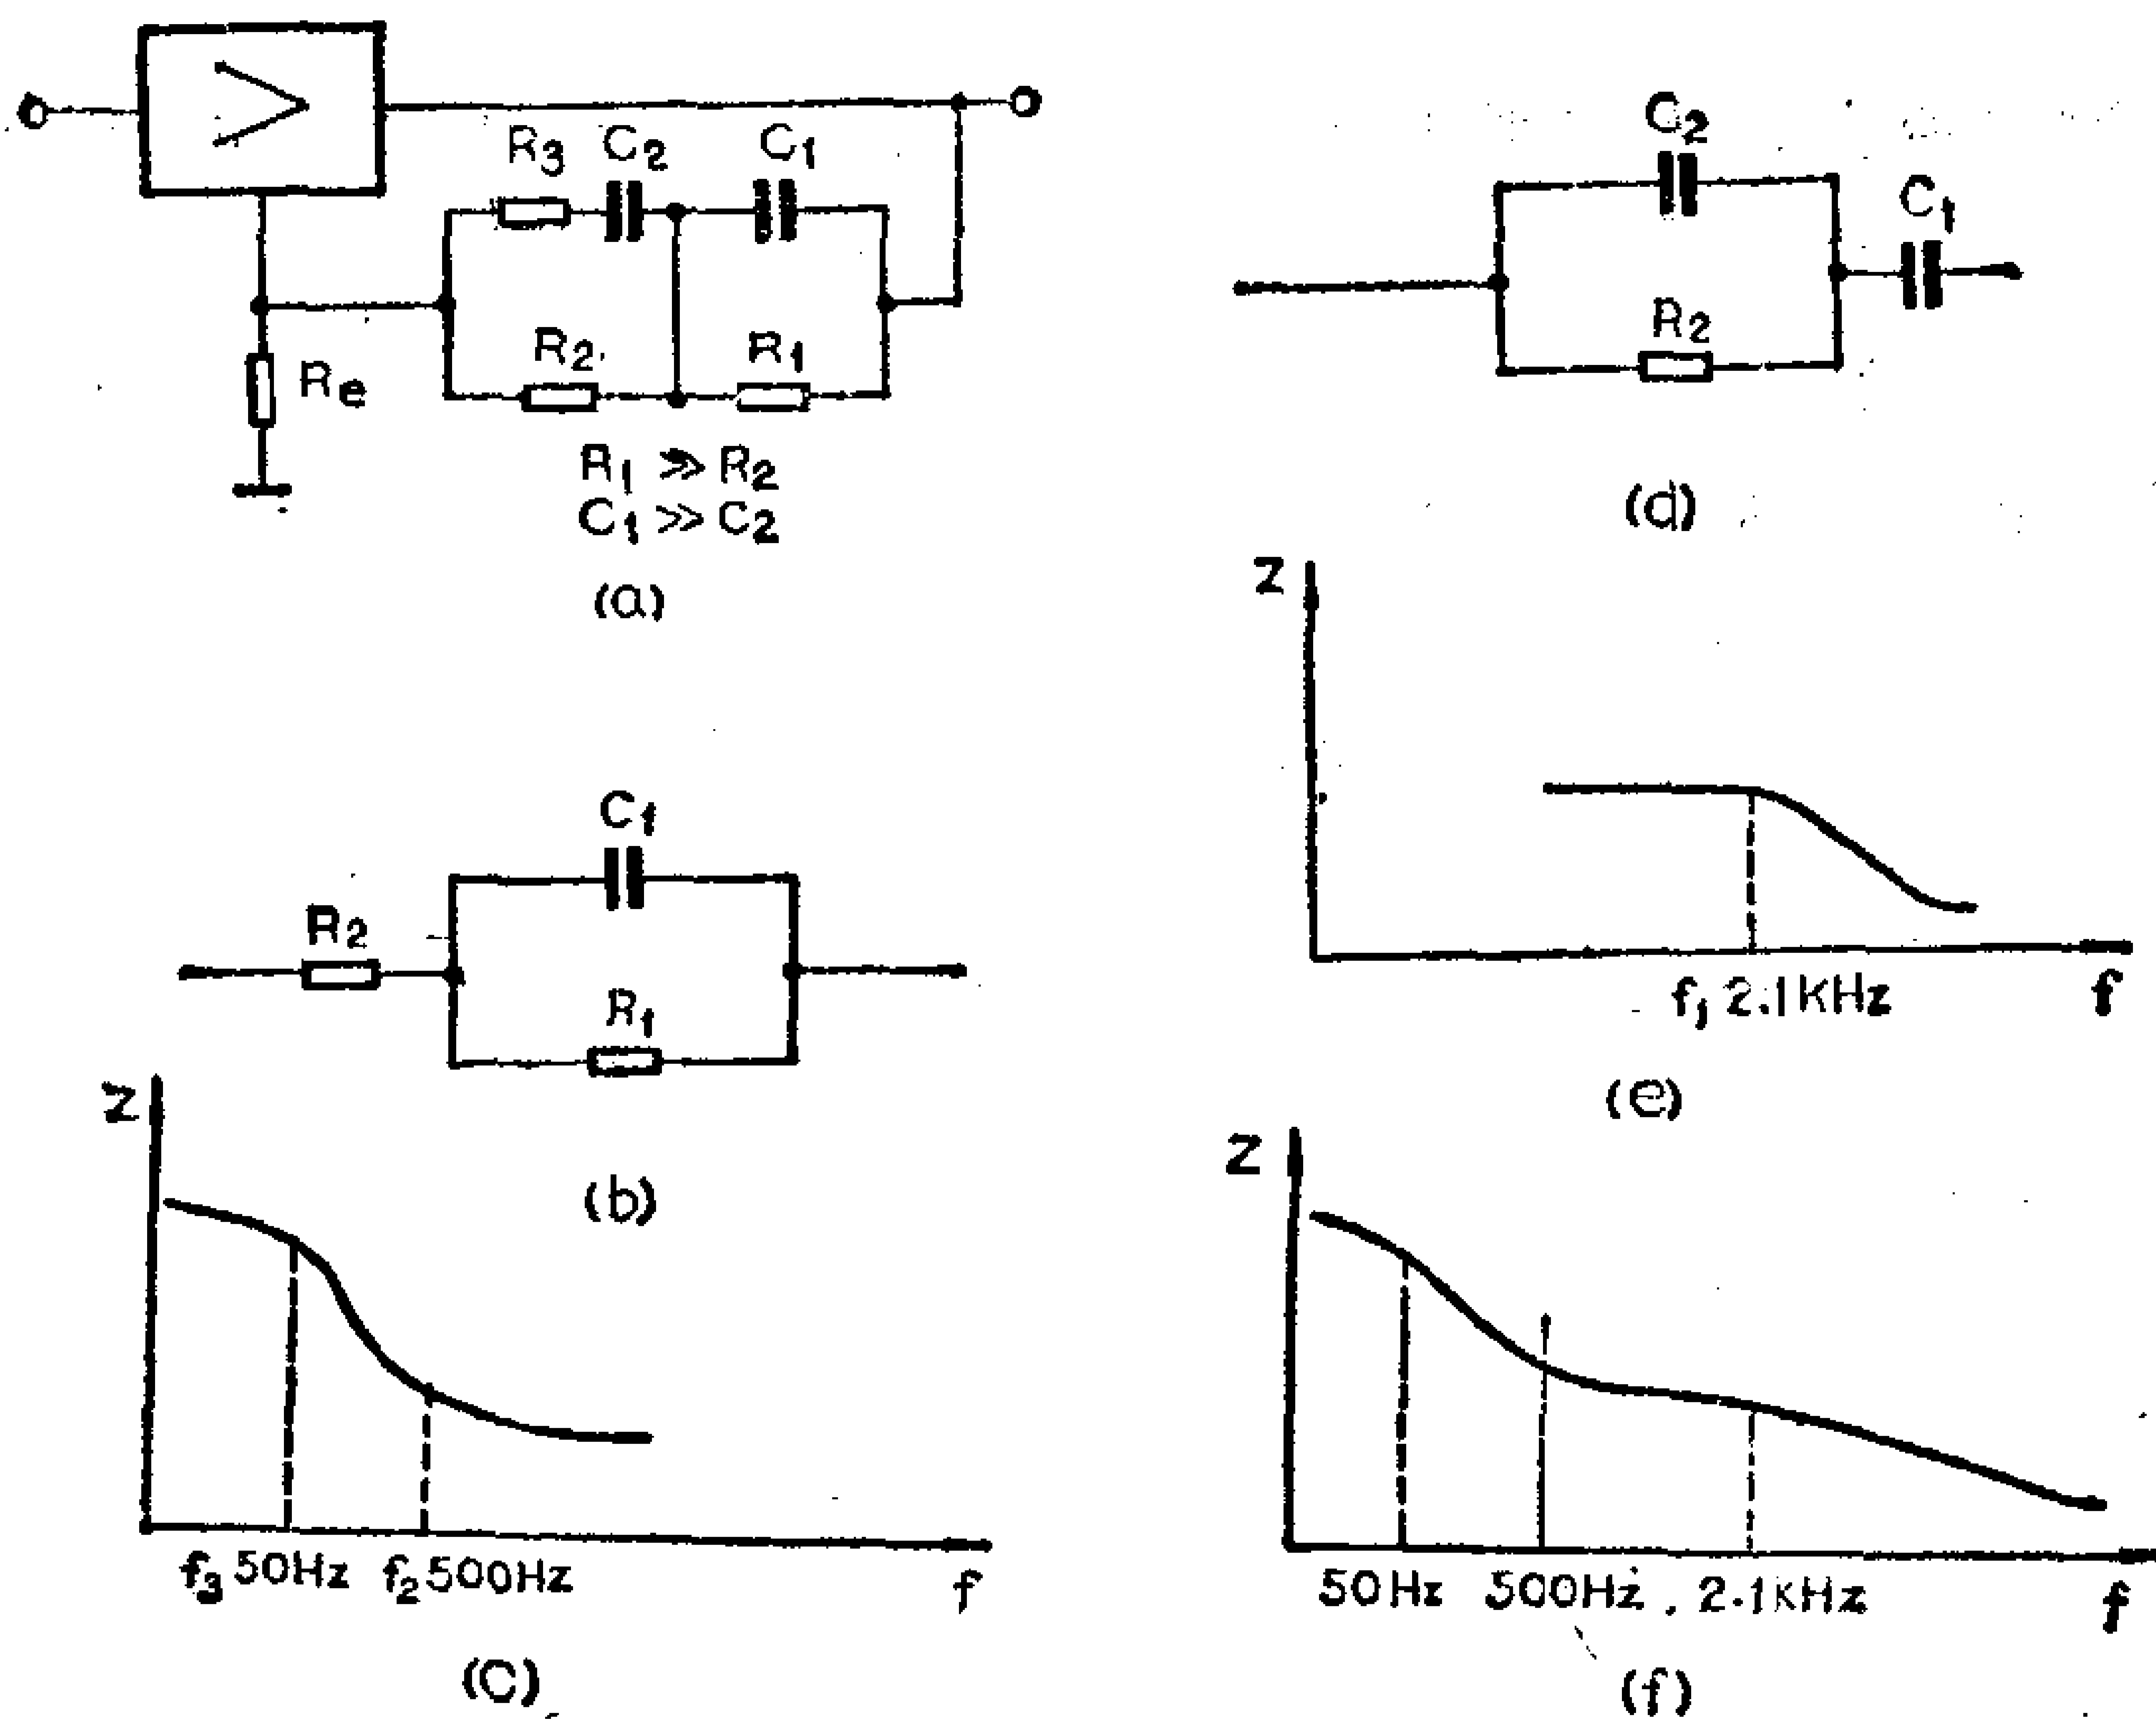 R3 C2 C1
R2 R1
Re
R1 >> R2
C1 >> C2
(a)
C2
C1
R2
(d)
Z
f1 2.1KHz f
(e)
C1
R2
R1
(b)
Z
f3 50Hz f2 500Hz f
(C)
Z
50Hz 500Hz 2.1KHz f
(f)